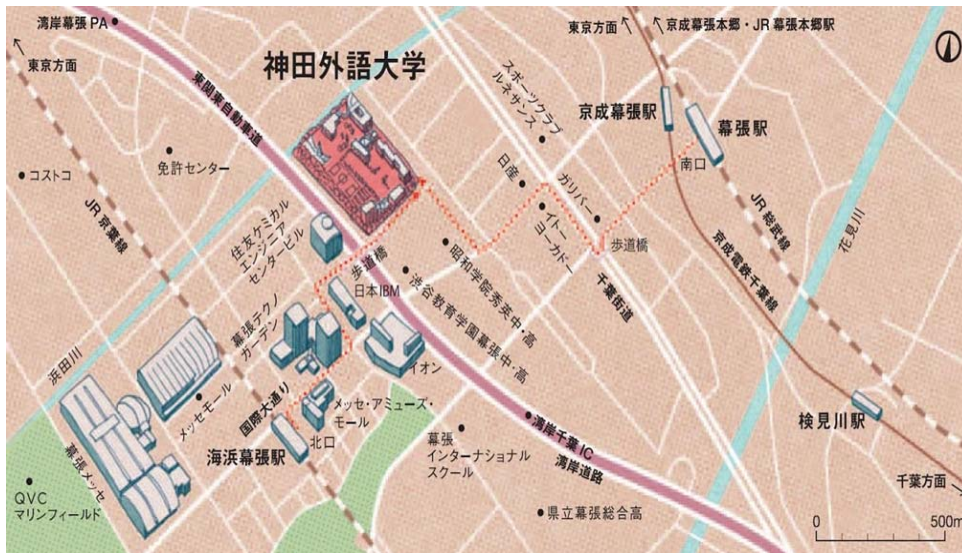 湾岸幕張PA
東京方面
京成幕張本郷・JR幕張本郷駅
東京方面
神田外語大学
スポーツクラブ
ルネサンス
京成幕張駅
幕張駅
東関東自動車道
免許センター
コストコ
JR京葉線
日産
ガリバー
南口
JR総武線
花見川
住友ケミカル
エンジニア
センタービル
イトー
ヨーカドー
歩道橋
京成電鉄千葉線
歩道橋
日本IBM
昭和学院秀英中・高
渋谷教育学園幕張中・高
千葉街道
幕張テクノ
ガーデン
浜田川
イオン
メッセモール
国際大通り
メッセ・アミューズ・
モール
北口
海浜幕張駅
幕張メッセ
QVC
マリンフィールド
幕張
インターナショナル
スクール
湾岸千葉IC
湾岸道路
検見川駅
千葉方面
県立幕張総合高
0
500m